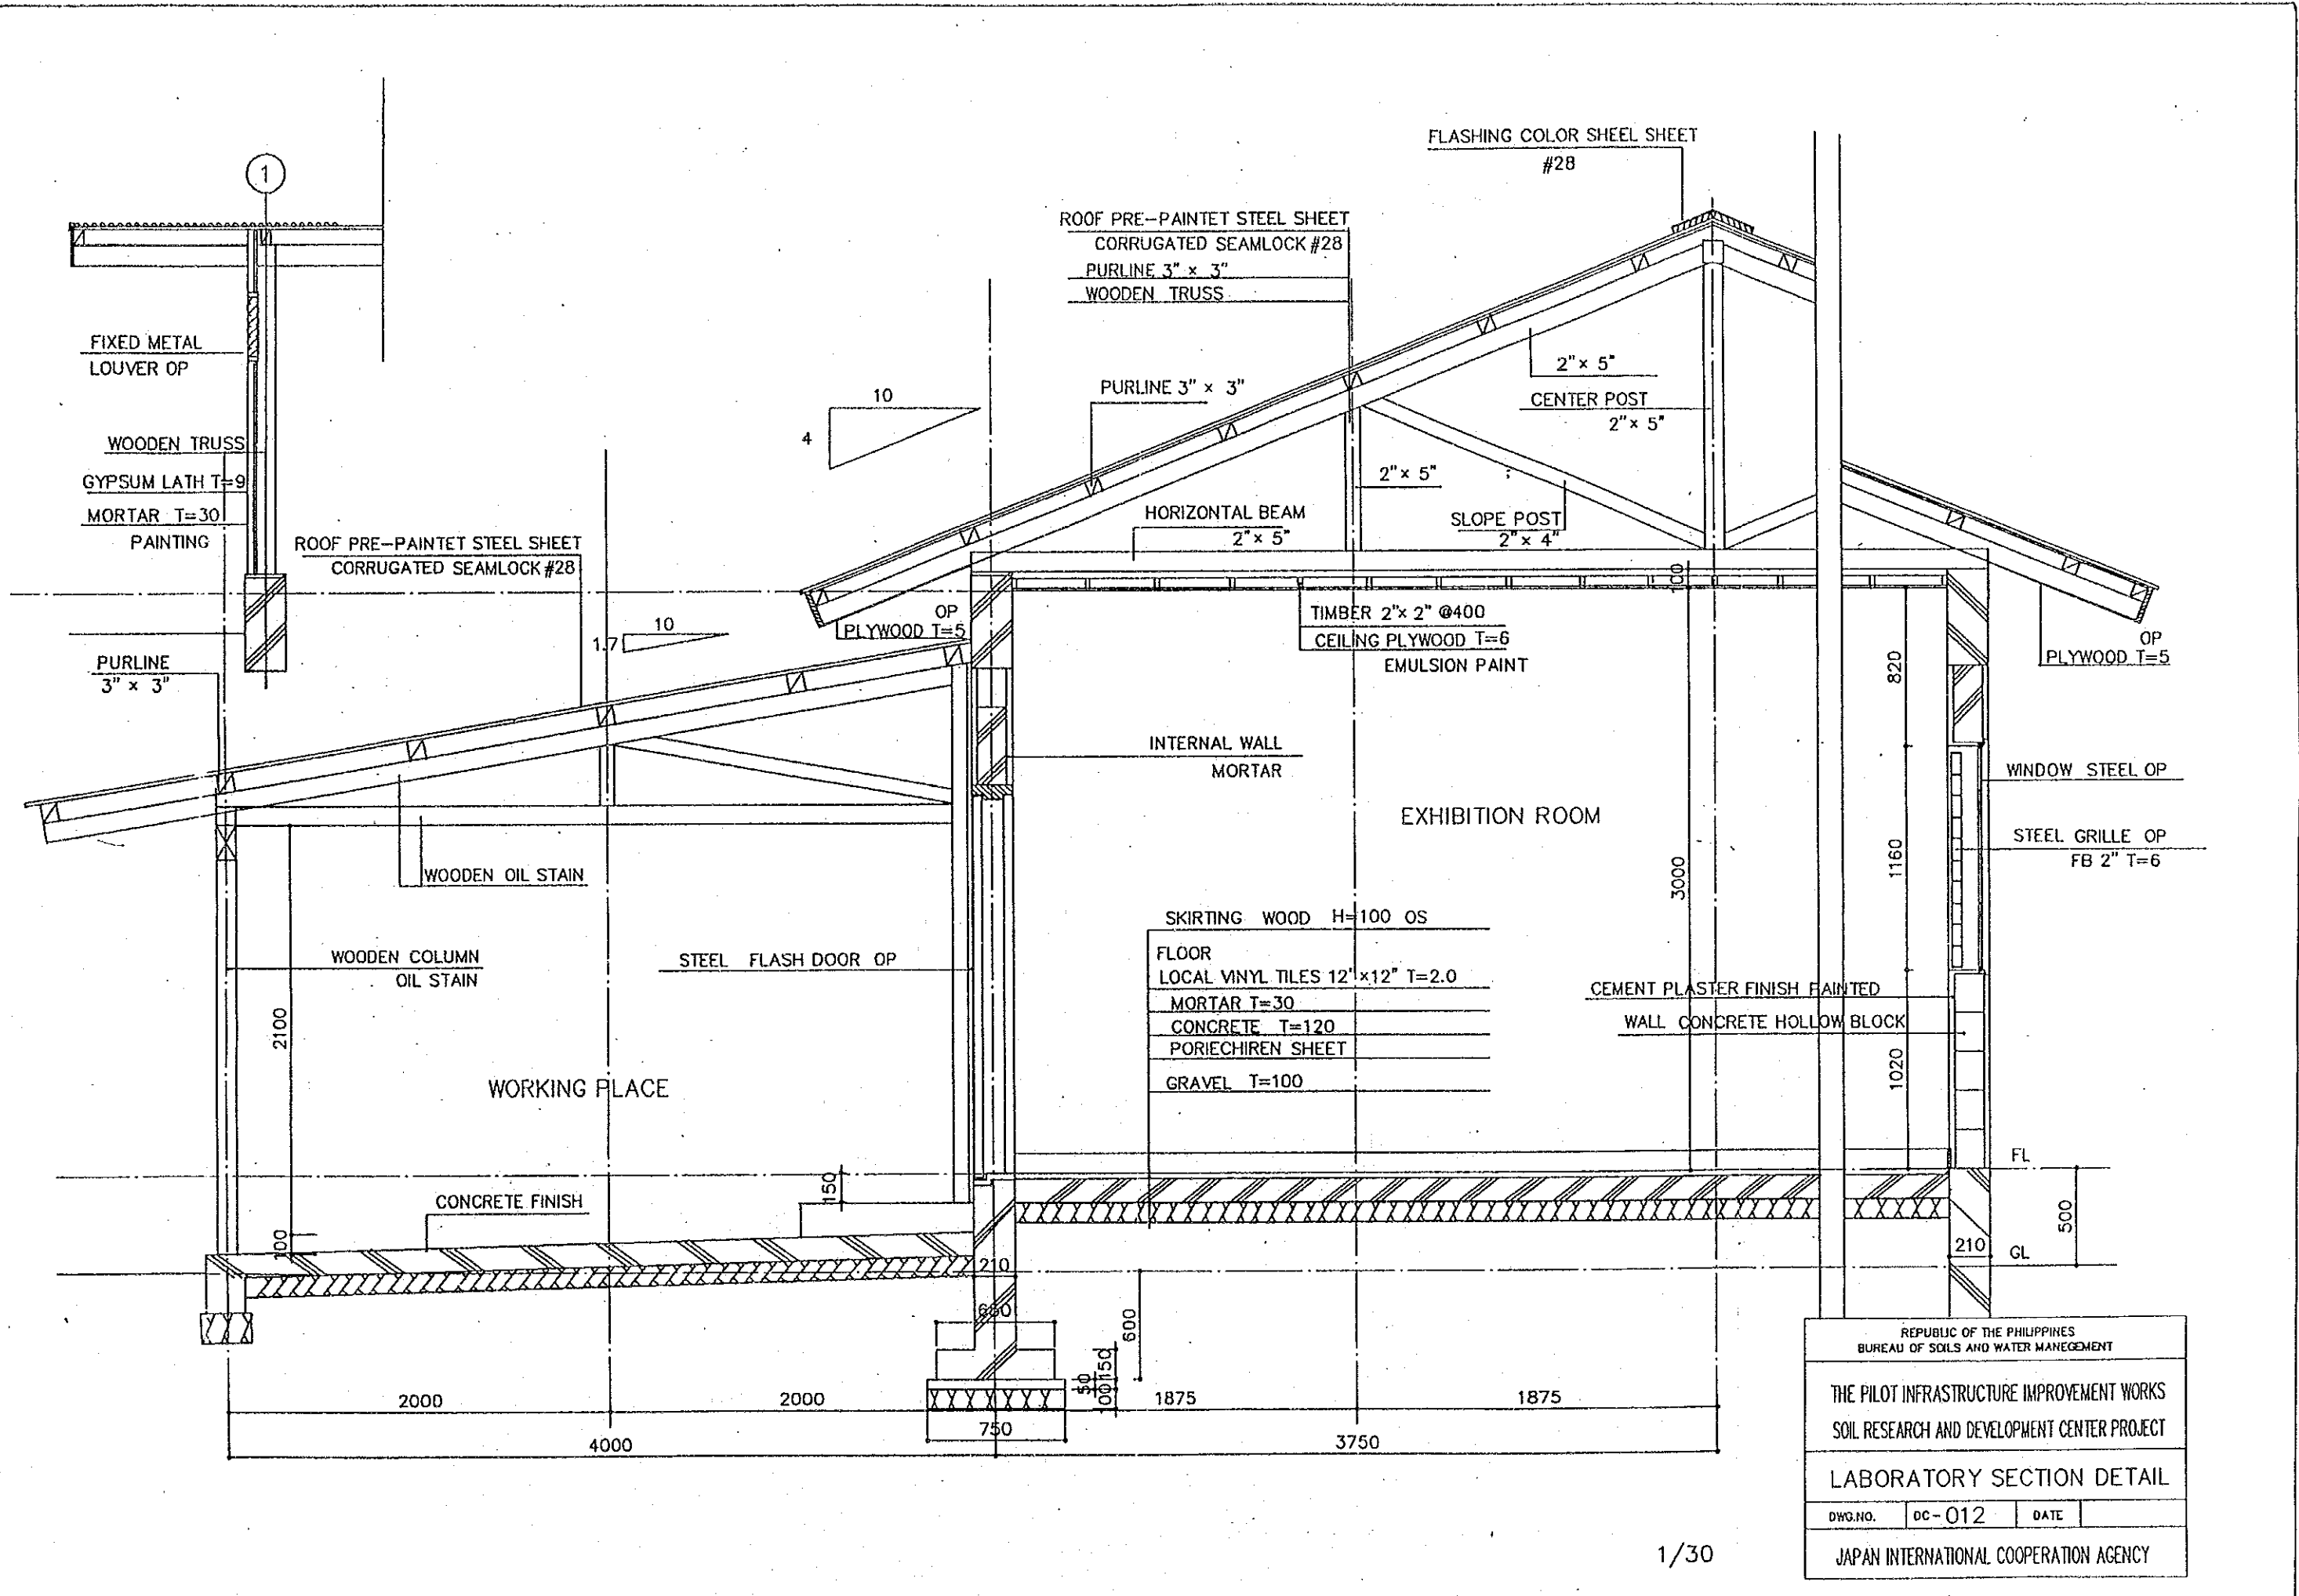 FLASHING COLOR SHEEL SHEET
#28
1
ROOF PRE-PAINTET STEEL SHEET
CORRUGATED SEAMLOCK #28
PURLINE 3" × 3"
WOODEN TRUSS
FIXED METAL
LOUVER OP
2"× 5"
PURLINE 3" × 3"
10
4
CENTER POST
2"× 5"
WOODEN TRUSS
GYPSUM LATH T=9
MORTAR T=30
PAINTING
2"× 5"
HORIZONTAL BEAM
2"× 5"
SLOPE POST
2"× 4"
ROOF PRE-PAINTET STEEL SHEET
CORRUGATED SEAMLOCK #28
100
OP
PLYWOOD T=5
10
1.7
TIMBER 2"× 2" @400
CEILING PLYWOOD T=6
EMULSION PAINT
OP
PLYWOOD T=5
PURLINE
3" × 3"
820
INTERNAL WALL
MORTAR
WINDOW STEEL OP
EXHIBITION ROOM
STEEL GRILLE OP
FB 2" T=6
1160
WOODEN OIL STAIN
3000
SKIRTING WOOD H=100 OS
FLOOR
LOCAL VINYL TILES 12"×12" T=2.0
MORTAR T=30
CONCRETE T=120
PORIECHIREN SHEET
GRAVEL T=100
WOODEN COLUMN
OIL STAIN
STEEL FLASH DOOR OP
CEMENT PLASTER FINISH PAINTED
WALL CONCRETE HOLLOW BLOCK
2100
1020
WORKING PLACE
FL
150
CONCRETE FINISH
500
210
GL
210
600
150
50
100
2000
2000
1875
1875
750
4000
3750
REPUBLIC OF THE PHILIPPINES
BUREAU OF SOILS AND WATER MANEGEMENT
THE PILOT INFRASTRUCTURE IMPROVEMENT WORKS
SOIL RESEARCH AND DEVELOPMENT CENTER PROJECT
LABORATORY SECTION DETAIL
DWG.NO. DC-012 DATE
JAPAN INTERNATIONAL COOPERATION AGENCY
1/30